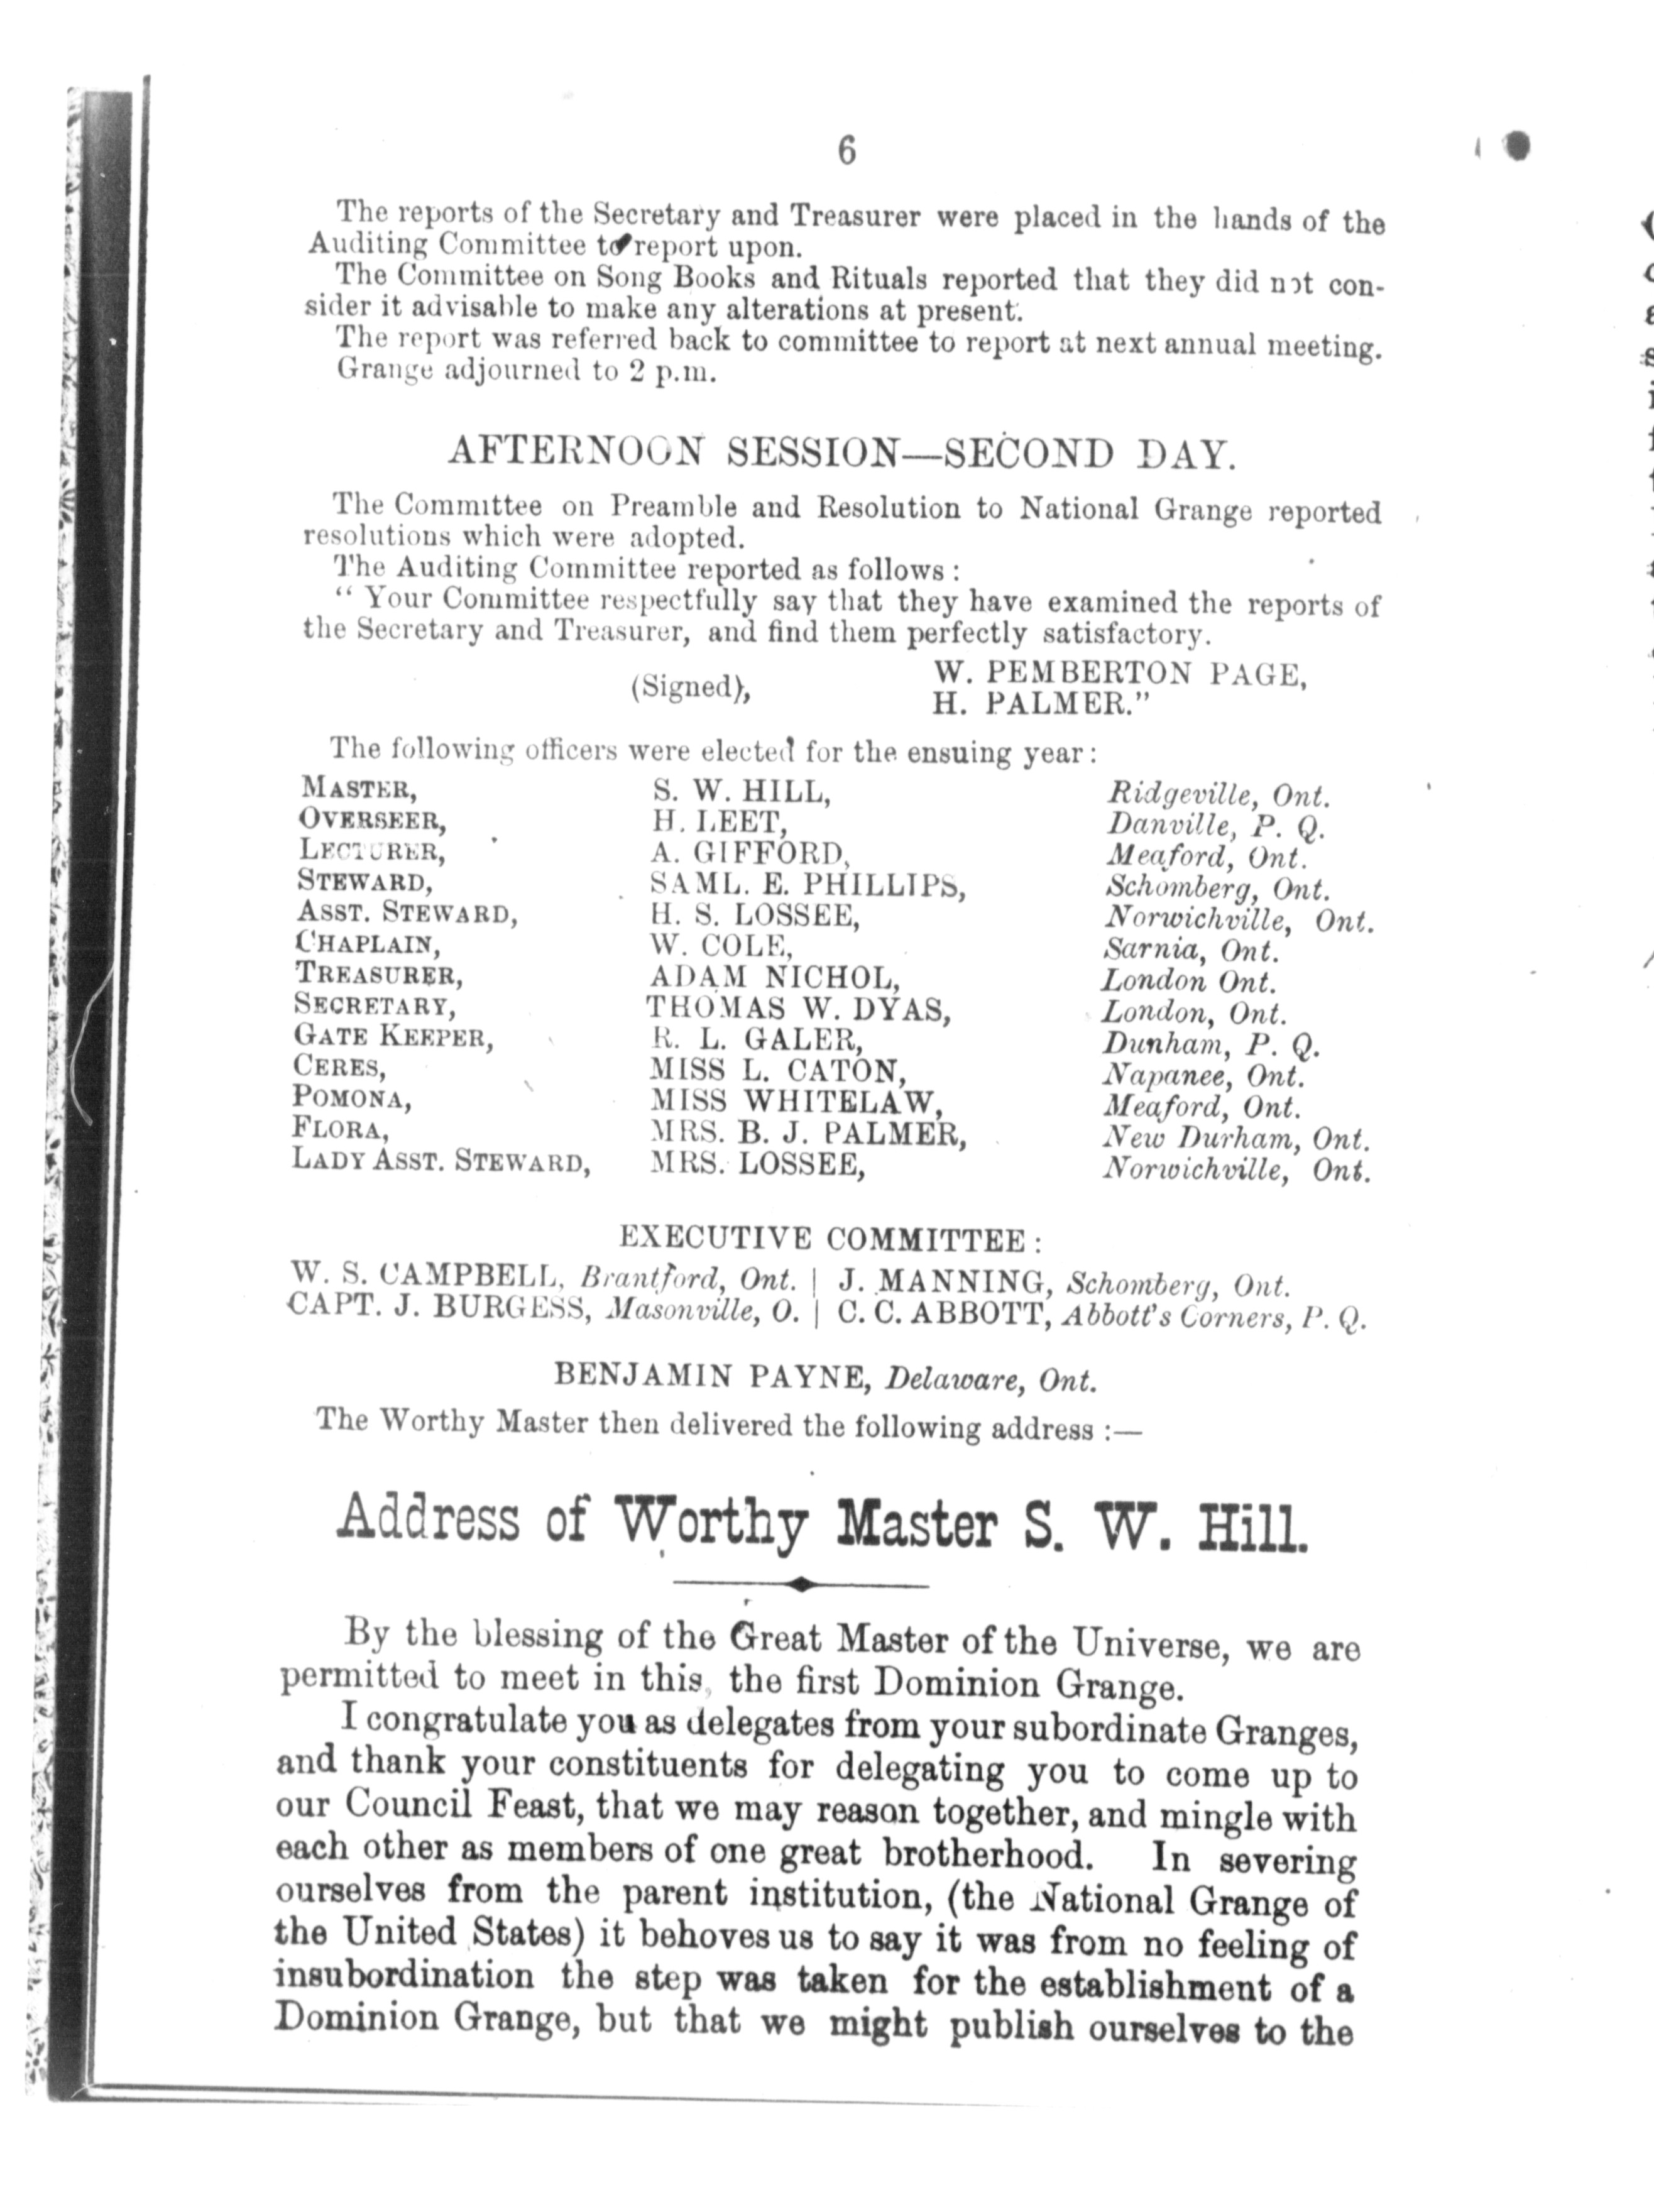 6
The reports of the Secretary and Treasurer were placed in the hands of the
Auditing Committee to report upon.
The Committee on Song Books and Rituals reported that they did not con-
sider it advisable to make any alterations at present.
The report was referred back to committee to report at next annual meeting.
Grange adjourned to 2 p.m.
AFTERNOON SESSION—SECOND DAY.
The Committee on Preamble and Resolution to National Grange reported
resolutions which were adopted.
The Auditing Committee reported as follows :
“ Your Committee respectfully say that they have examined the reports of
the Secretary and Treasurer, and find them perfectly satisfactory.
(Signed), W. PEMBERTON PAGE,
H. PALMER.”
The following officers were elected for the ensuing year :
MASTER, S. W. HILL, Ridgeville, Ont.
OVERSEER, H. LEET, Danville, P. Q.
LECTURER, A. GIFFORD, Meaford, Ont.
STEWARD, SAML. E. PHILLIPS, Schomberg, Ont.
ASST. STEWARD, H. S. LOSSEE, Norwichville, Ont.
CHAPLAIN, W. COLE, Sarnia, Ont.
TREASURER, ADAM NICHOL, London Ont.
SECRETARY, THOMAS W. DYAS, London, Ont.
GATE KEEPER, R. L. GALER, Dunham, P. Q.
CERES, MISS L. CATON, Napanee, Ont.
POMONA, MISS WHITELAW, Meaford, Ont.
FLORA, MRS. B. J. PALMER, New Durham, Ont.
LADY ASST. STEWARD, MRS. LOSSEE, Norwichville, Ont.
EXECUTIVE COMMITTEE :
W. S. CAMPBELL, Brantford, Ont. | J. MANNING, Schomberg, Ont.
CAPT. J. BURGESS, Masonville, O. | C. C. ABBOTT, Abbott's Corners, P. Q.
BENJAMIN PAYNE, Delaware, Ont.
The Worthy Master then delivered the following address :—
Address of Worthy Master S. W. Hill.
By the blessing of the Great Master of the Universe, we are
permitted to meet in this, the first Dominion Grange.
I congratulate you as delegates from your subordinate Granges,
and thank your constituents for delegating you to come up to
our Council Feast, that we may reason together, and mingle with
each other as members of one great brotherhood. In severing
ourselves from the parent institution, (the National Grange of
the United States) it behoves us to say it was from no feeling of
insubordination the step was taken for the establishment of a
Dominion Grange, but that we might publish ourselves to the